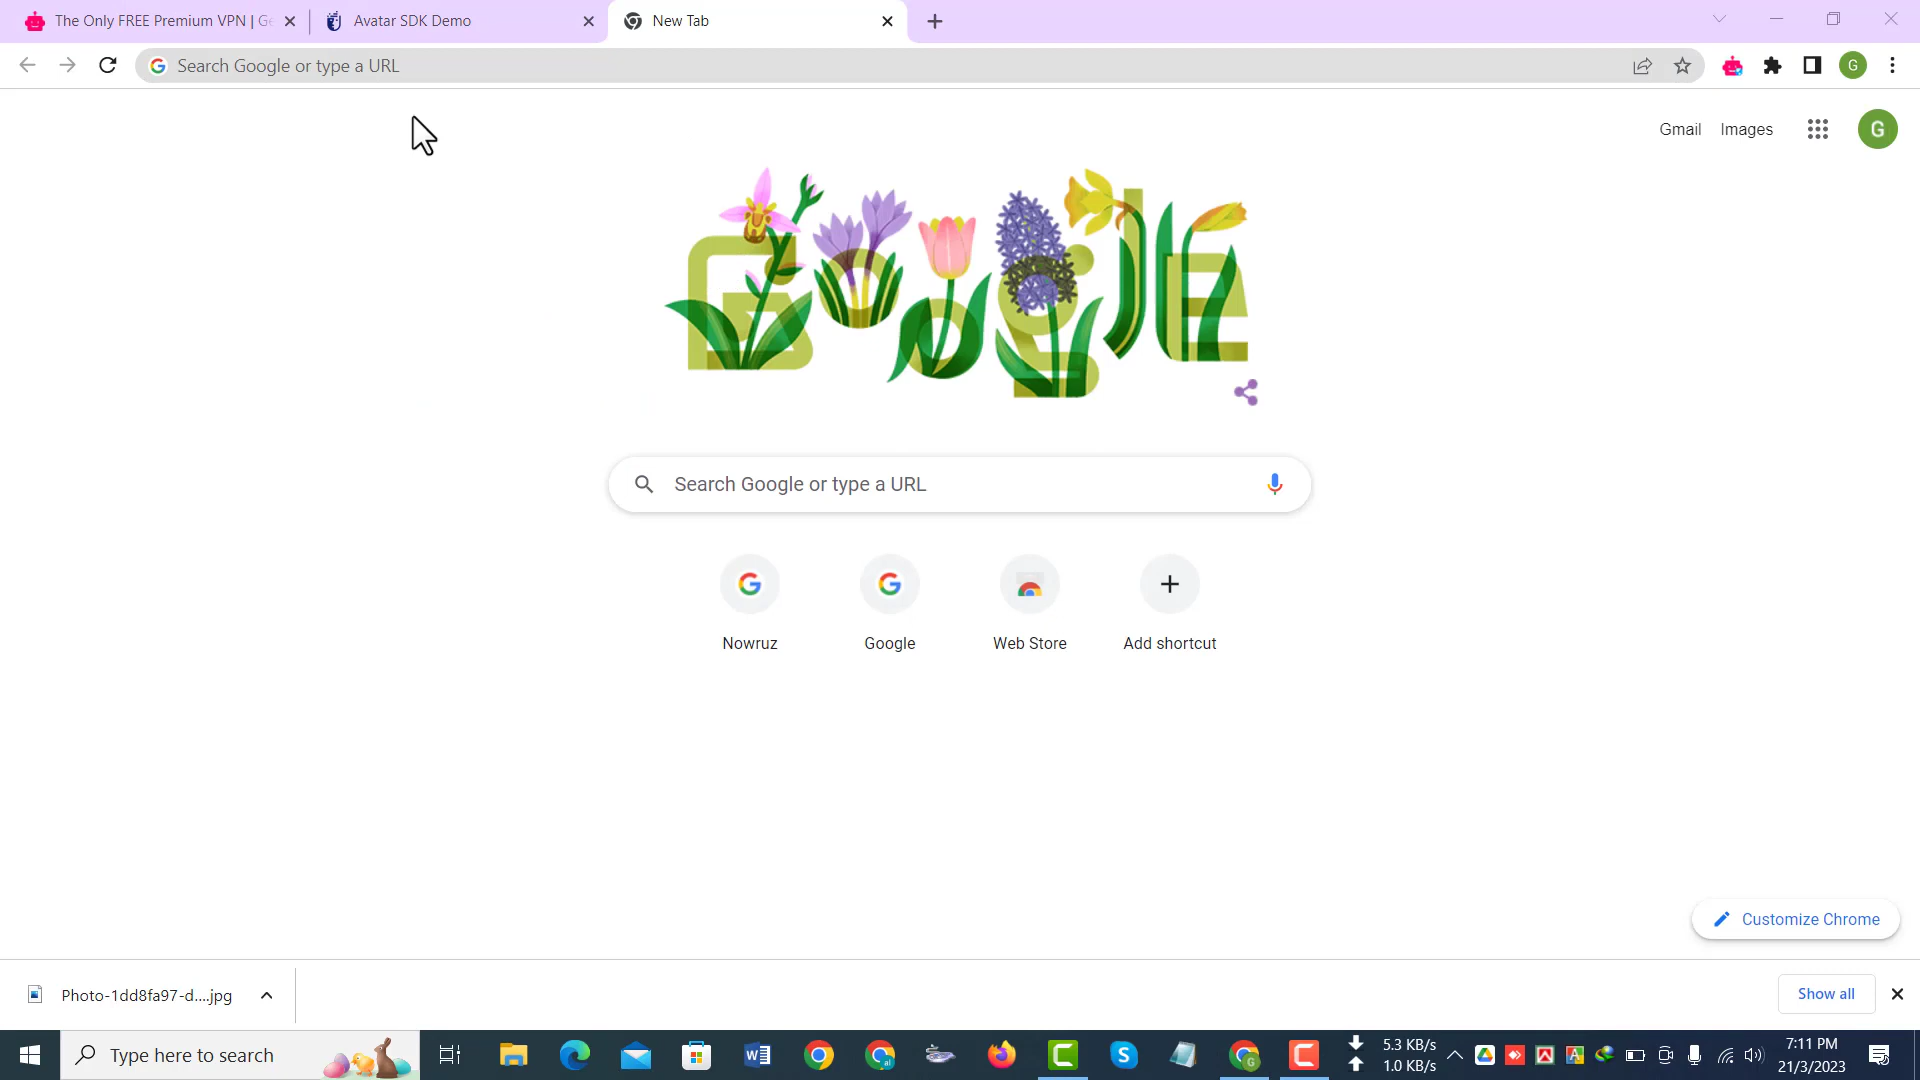 The Only FREE Premium VPN | Ge
Avatar SDK Demo
New Tab
Search Google or type a URL
G
Gmail
Images
G
Search Google or type a URL
Nowruz
Google
Web Store
Add shortcut
Customize Chrome
Photo-1dd8fa97-d....jpg
Show all
Type here to search
5.3 KB/s
1.0 KB/s
7:11 PM
21/3/2023